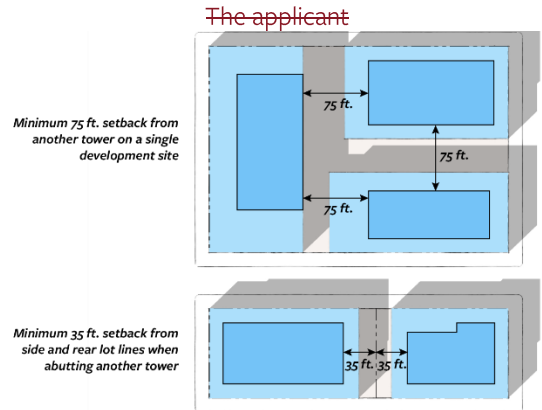 The applicant
Minimum 75 ft. setback from
another tower on a single
development site
75 ft.
75 ft.
75 ft.
Minimum 35 ft. setback from
side and rear lot lines when
abutting another tower
35 ft. 35 ft.